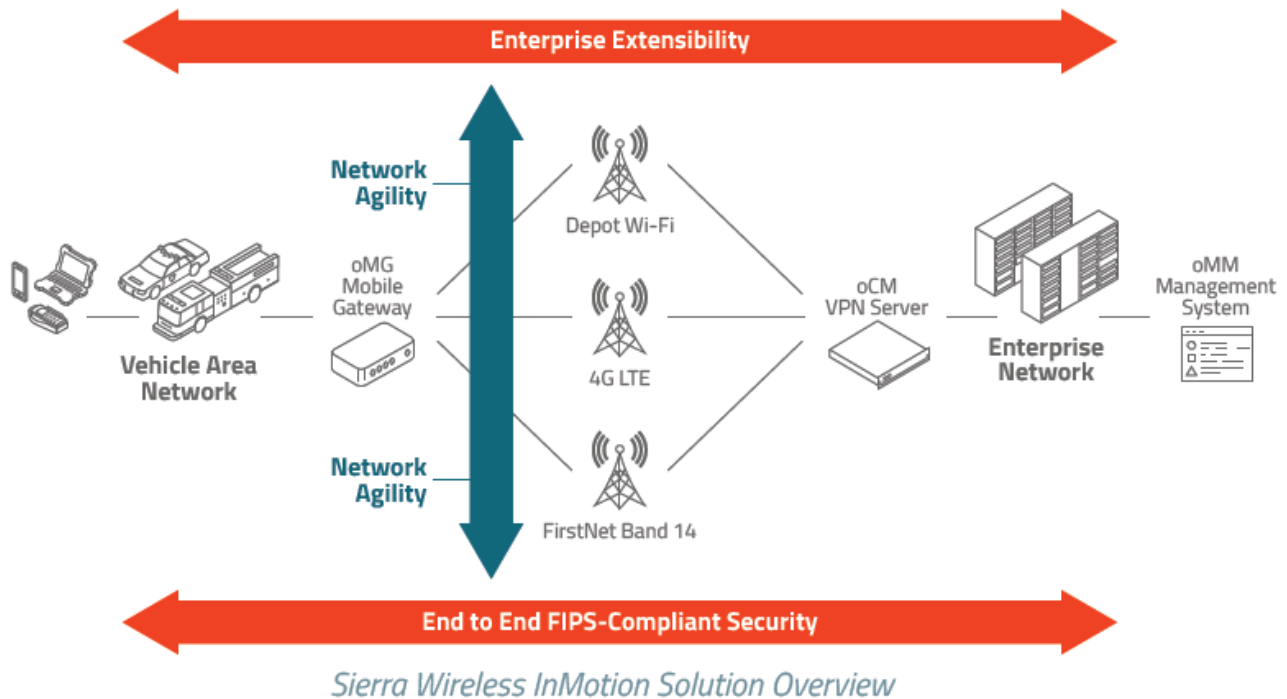 Enterprise Extensibility
Network
Agility
Depot Wi-Fi
oMG
Mobile
Gateway
oCM
VPN Server
oMM
Management
System
Vehicle Area
Network
4G LTE
Enterprise
Network
Network
Agility
FirstNet Band 14
End to End FIPS-Compliant Security
Sierra Wireless InMotion Solution Overview